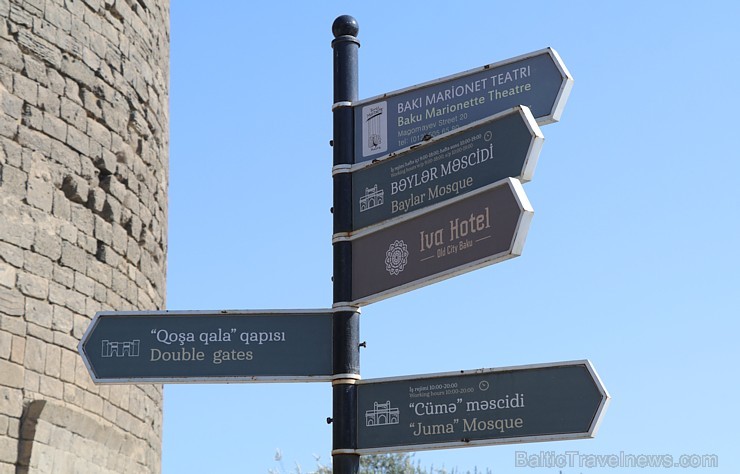 BAKI MARİONET TEATRI
Baku Marionette Theatre
Magomayev Street 20
BƏYLƏR MƏSCİDİ
Baylar Mosque
Iva Hotel
Old City Baku
"Qoşa qala" qapısı
Double gates
İş rejimi 10:00-20:00
Working hours 10:00-20:00
"Cümə" məscidi
"Juma" Mosque
BalticTravelnews.com